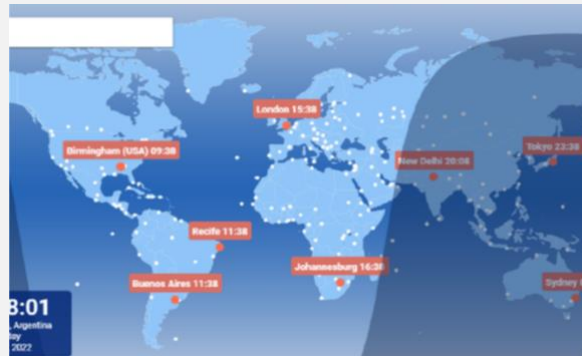 London 15:38
Birmingham (USA) 09:38
Tokyo 23:38
New Delhi 20:08
Recife 11:38
Johannesburg 16:38
Buenos Aires 11:38
Sydney
8:01
, Argentina
2022